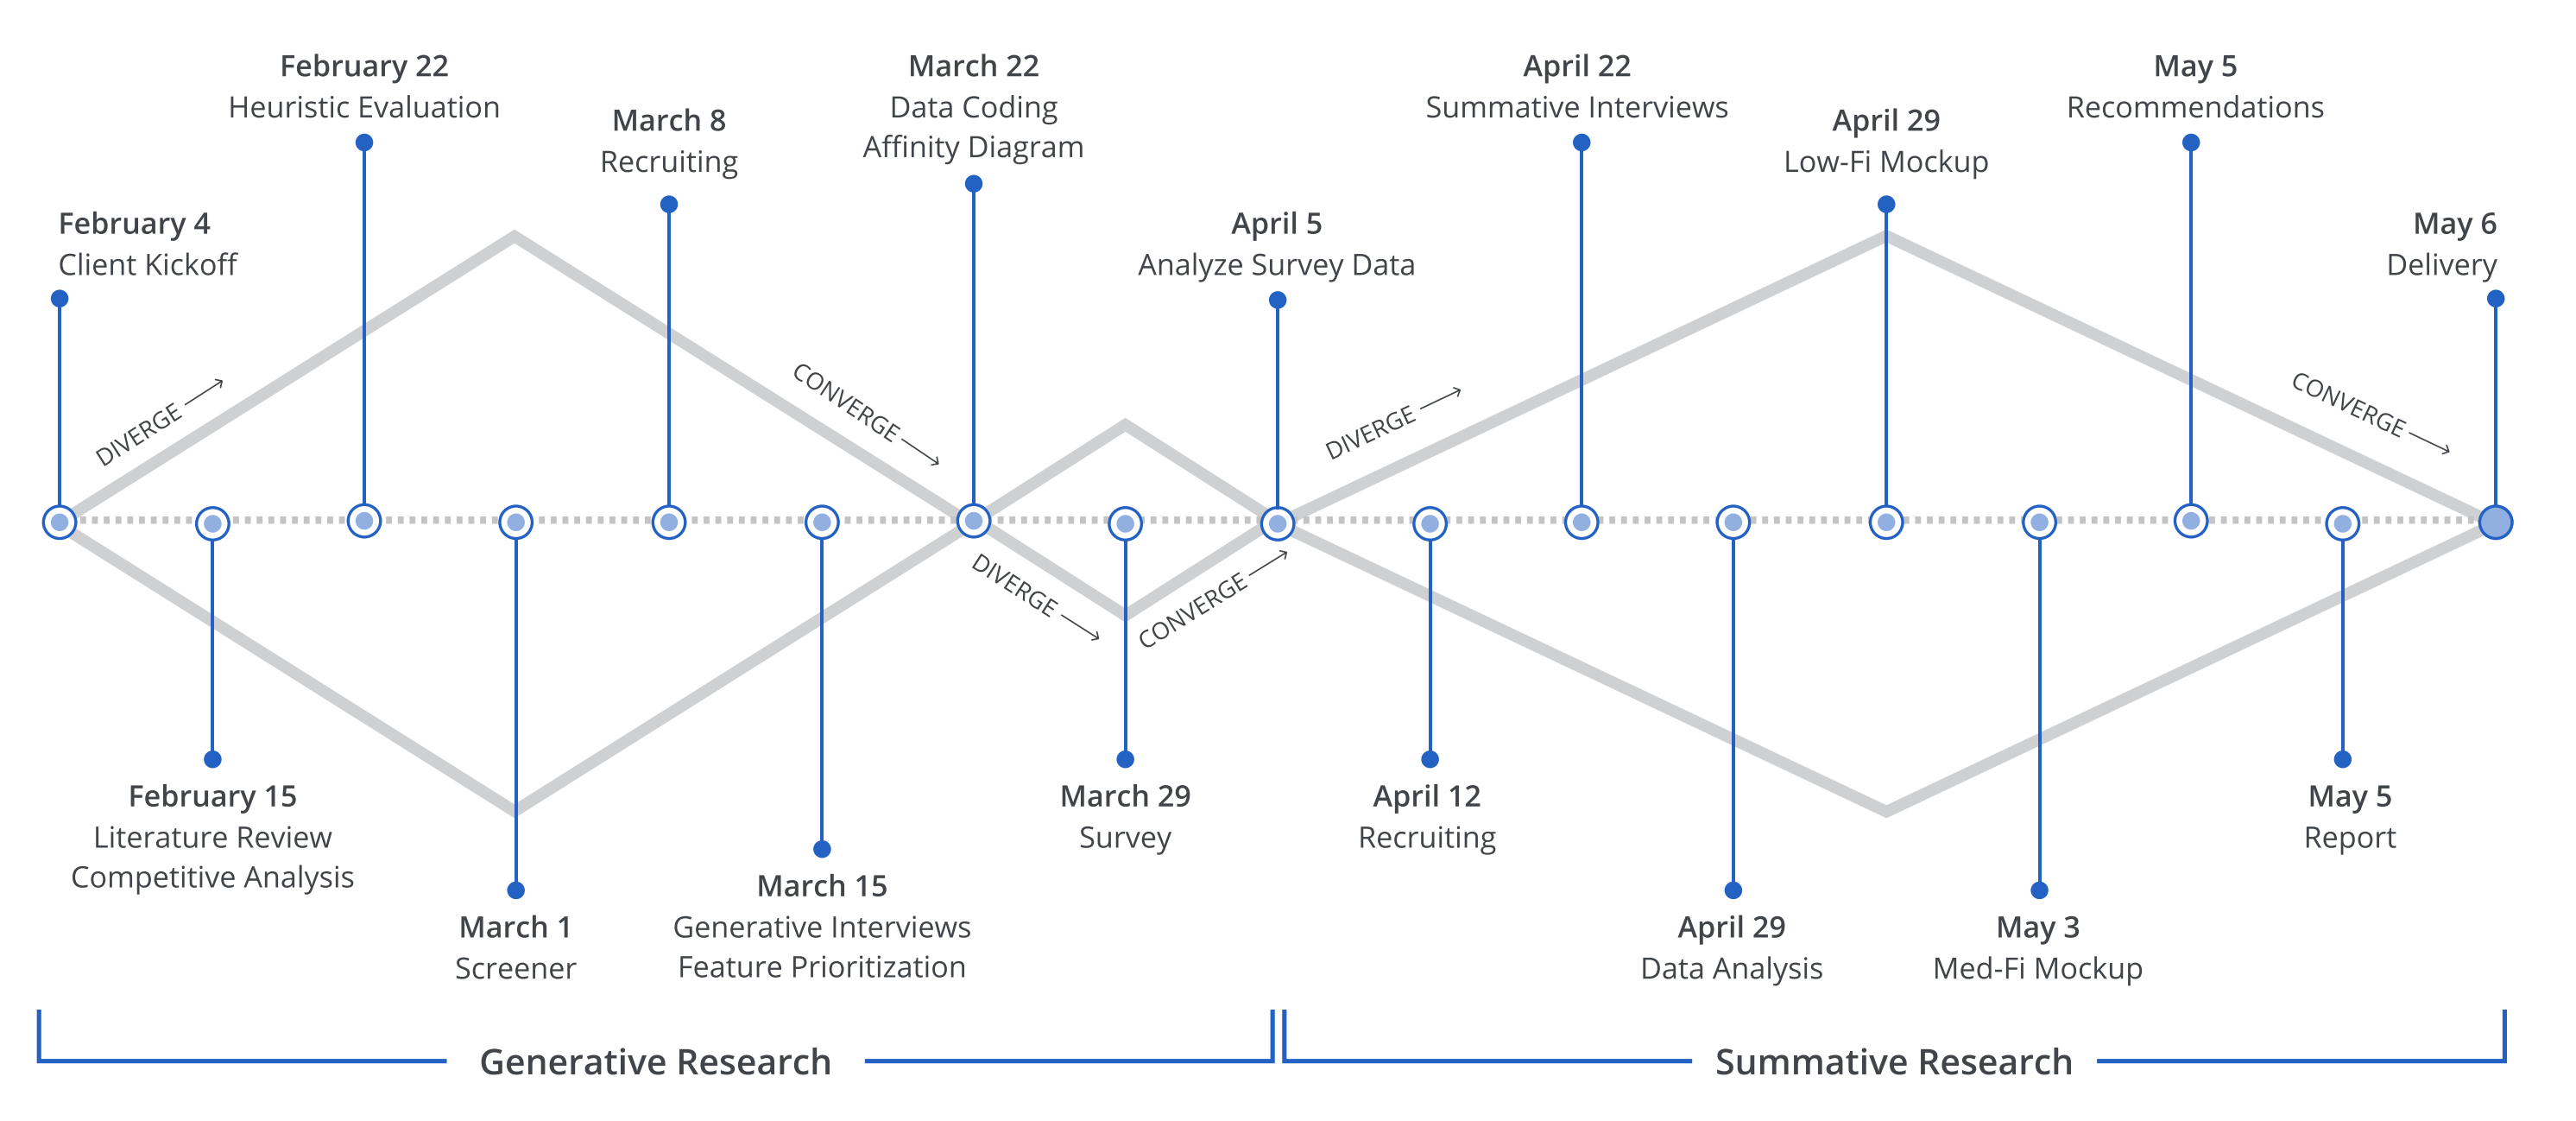 February 4
Client Kickoff
February 22
Heuristic Evaluation
March 8
Recruiting
March 22
Data Coding
Affinity Diagram
April 5
Analyze Survey Data
April 22
Summative Interviews
April 29
Low-Fi Mockup
May 5
Recommendations
May 6
Delivery
DIVERGE
CONVERGE
DIVERGE
CONVERGE
DIVERGE
CONVERGE
February 15
Literature Review
Competitive Analysis
March 1
Screener
March 15
Generative Interviews
Feature Prioritization
March 29
Survey
April 12
Recruiting
April 29
Data Analysis
May 3
Med-Fi Mockup
May 5
Report
Generative Research
Summative Research